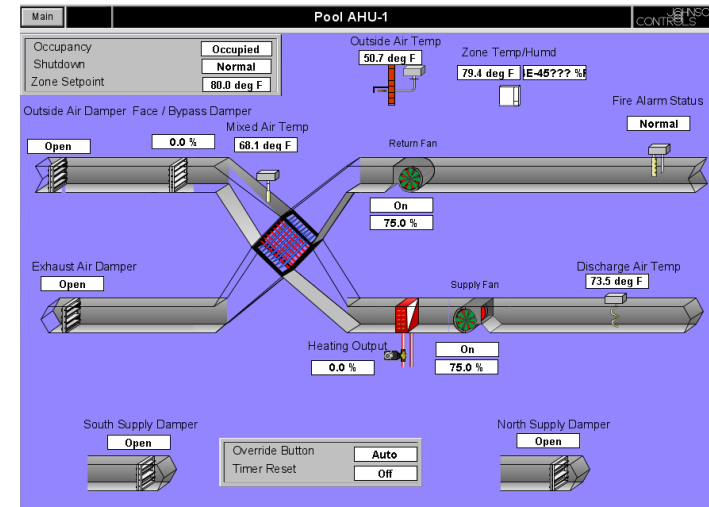 Main
Pool AHU-1
JOHNSON
CONTROLS
Occupancy
Occupied
Shutdown
Normal
Zone Setpoint
80.0 deg F
Outside Air Temp
50.7 deg F
Zone Temp/Humd
79.4 deg F
E-45??? %F
Fire Alarm Status
Normal
Outside Air Damper
Face / Bypass Damper
Open
0.0 %
Mixed Air Temp
68.1 deg F
Return Fan
On
75.0 %
Exhaust Air Damper
Open
Supply Fan
Discharge Air Temp
73.5 deg F
Heating Output
0.0 %
On
75.0 %
South Supply Damper
Open
Override Button
Auto
Timer Reset
Off
North Supply Damper
Open